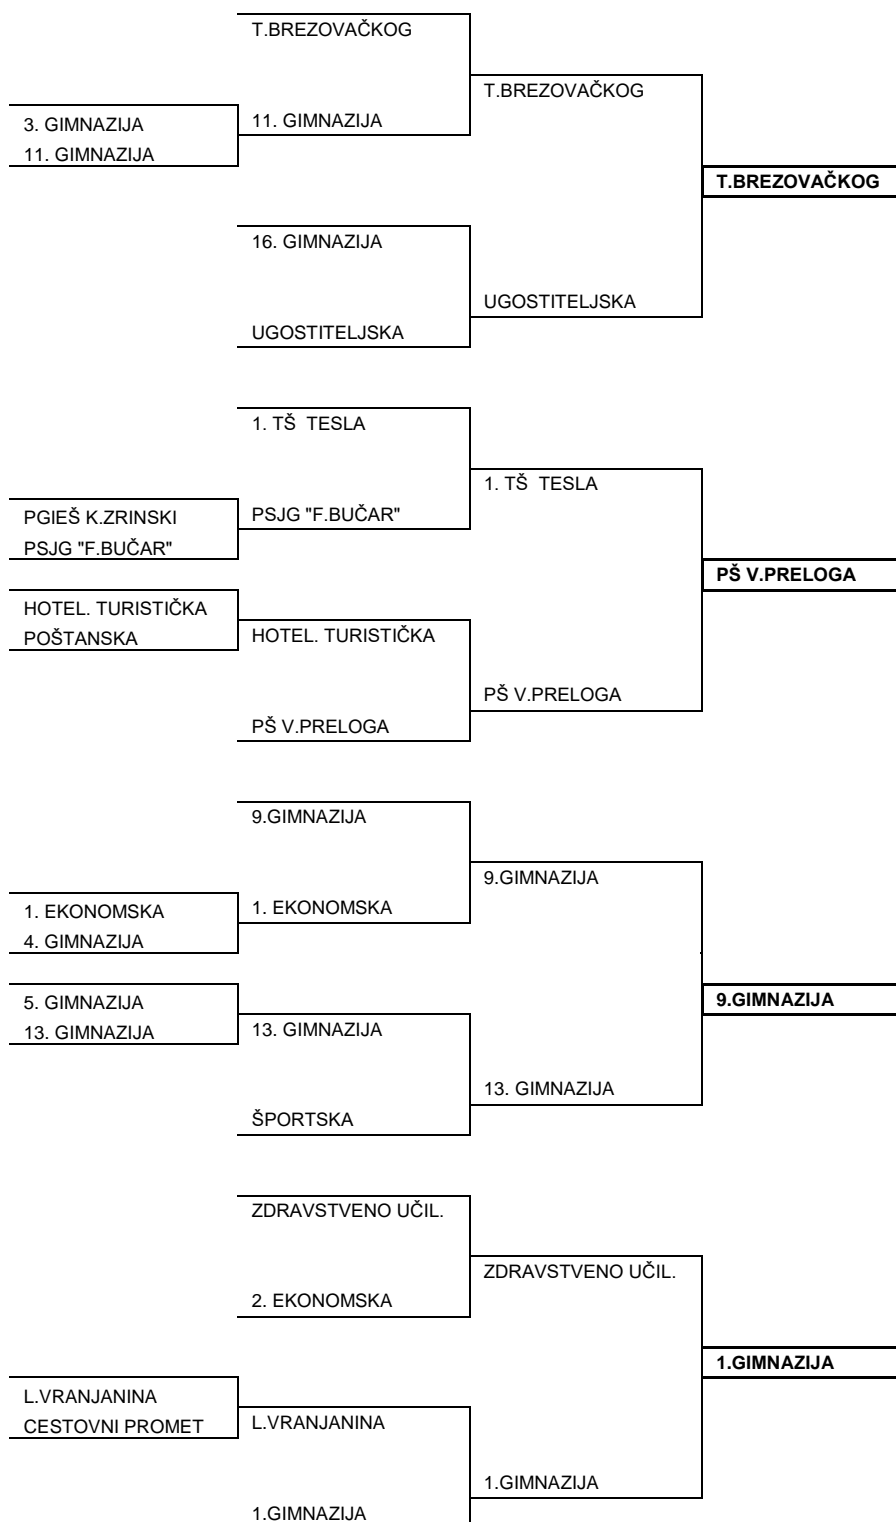 T.BREZOVAČKOG
T.BREZOVAČKOG
3. GIMNAZIJA
11. GIMNAZIJA
11. GIMNAZIJA
T.BREZOVAČKOG
16. GIMNAZIJA
UGOSTITELJSKA
UGOSTITELJSKA
1. TŠ  TESLA
1. TŠ  TESLA
PGIEŠ K.ZRINSKI
PSJG "F.BUČAR"
PSJG "F.BUČAR"
PŠ V.PRELOGA
HOTEL. TURISTIČKA
POŠTANSKA
HOTEL. TURISTIČKA
PŠ V.PRELOGA
PŠ V.PRELOGA
9.GIMNAZIJA
9.GIMNAZIJA
1. EKONOMSKA
1. EKONOMSKA
4. GIMNAZIJA
9.GIMNAZIJA
5. GIMNAZIJA
13. GIMNAZIJA
13. GIMNAZIJA
13. GIMNAZIJA
ŠPORTSKA
ZDRAVSTVENO UČIL.
ZDRAVSTVENO UČIL.
2. EKONOMSKA
1.GIMNAZIJA
L.VRANJANINA
CESTOVNI PROMET
L.VRANJANINA
1.GIMNAZIJA
1.GIMNAZIJA